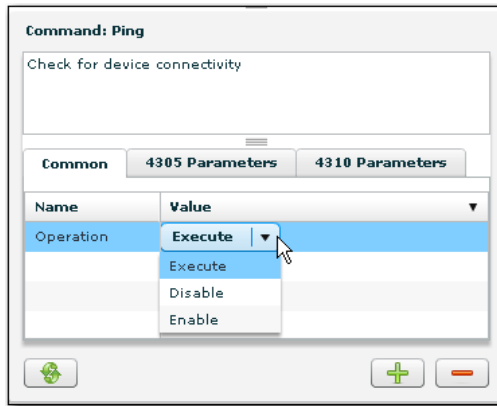 Command: Ping
Check for device connectivity
Common 4305 Parameters 4310 Parameters
Name Value
Operation Execute
Execute
Disable
Enable